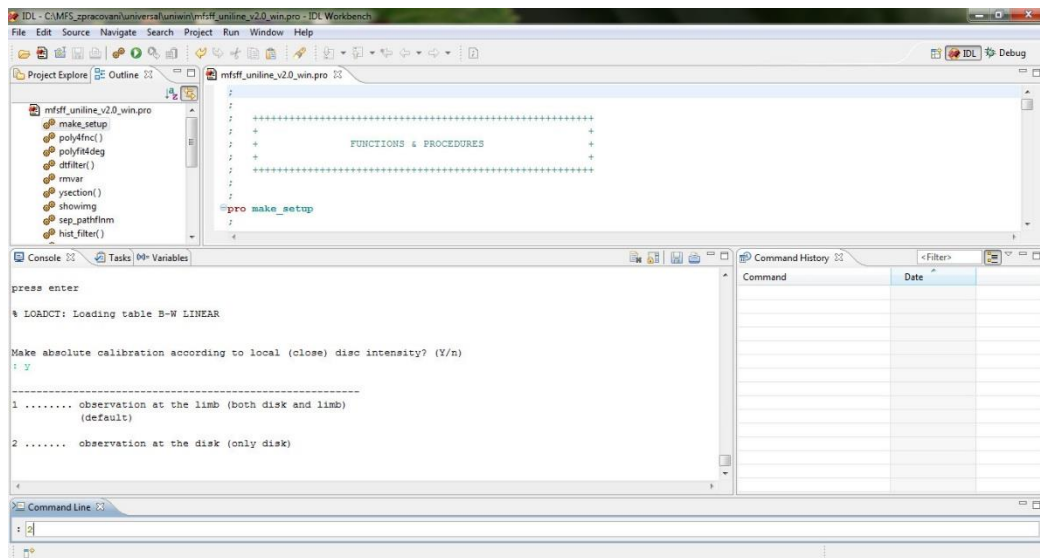 IDL - C:\MFS_zpracovani\universal\uniwin\mfsff_uniline_v2.0_win.pro - IDL Workbench
File Edit Source Navigate Search Project Run Window Help
IDL Debug
Project Explore Outline mfsff_uniline_v2.0_win.pro
mfsff_uniline_v2.0_win.pro
make_setup
poly4fnc( )
polyfit4deg
dtfilter( )
rmvar
ysection( )
showimg
sep_pathflnm
hist_filter( )
;
;
; +++++++++++++++++++++++++++++++++++++++++++++++++++++++
; + +
; + FUNCTIONS & PROCEDURES +
; + +
; +++++++++++++++++++++++++++++++++++++++++++++++++++++++
;
;
pro make_setup
;
Console Tasks Variables
press enter
% LOADCT: Loading table B-W LINEAR
Make absolute calibration according to local (close) disc intensity? (Y/n)
: y
---------------------------------------------------------
1 ........ observation at the limb (both disk and limb)
(default)
2 ....... observation at the disk (only disk)
Command History <Filter>
Command Date
Command Line
: 2